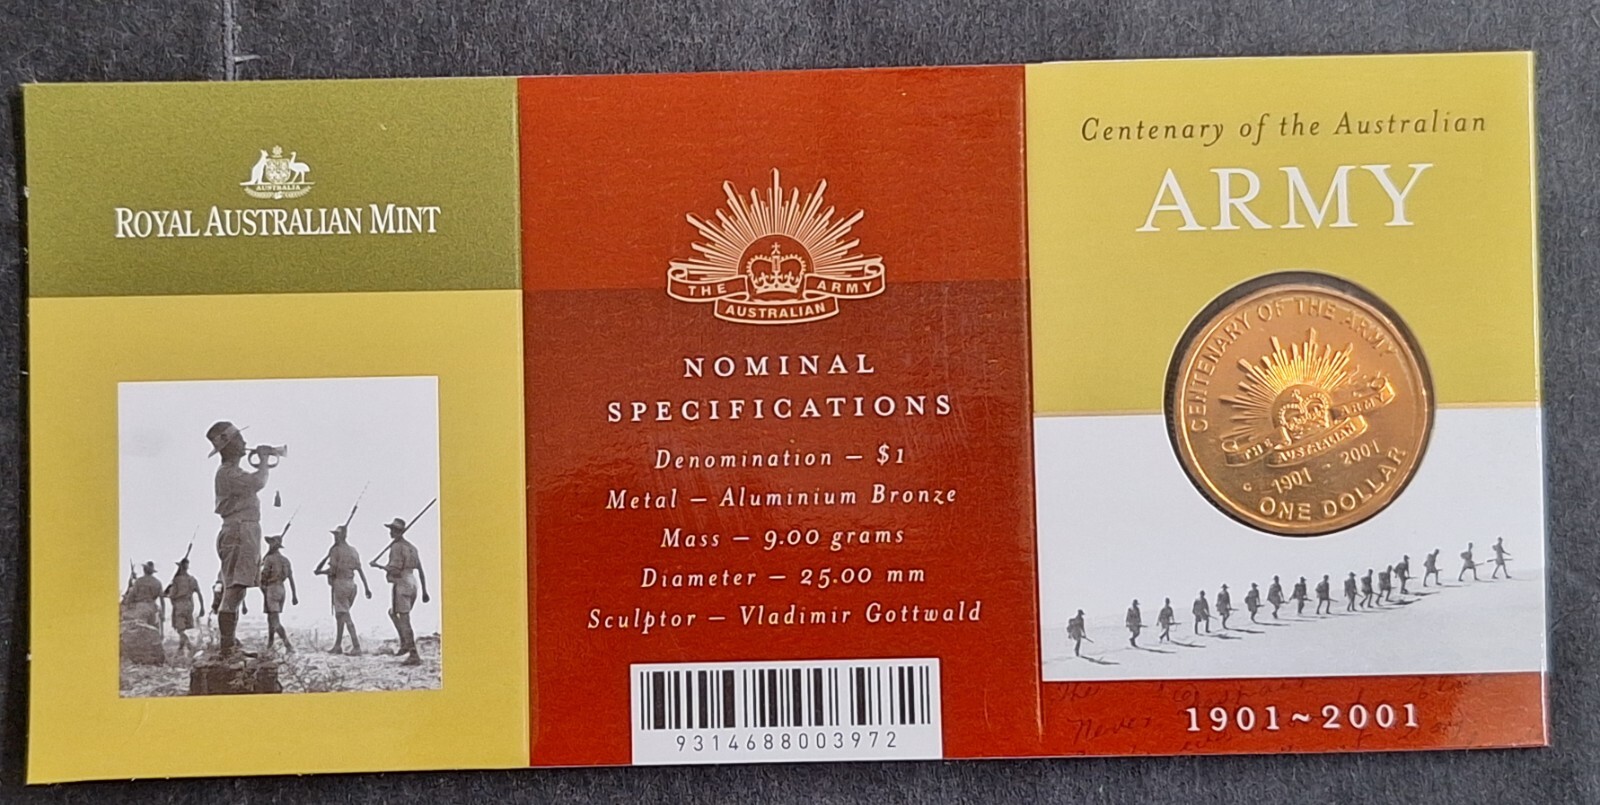 AUSTRALIA
ROYAL AUSTRALIAN MINT
THE ARMY
AUSTRALIAN
NOMINAL
SPECIFICATIONS
Denomination – $1
Metal – Aluminium Bronze
Mass – 9.00 grams
Diameter – 25.00 mm
Sculptor – Vladimir Gottwald
9314688003972
Centenary of the Australian
ARMY
CENTENARY OF THE ARMY
THE ARMY
AUSTRALIAN
C 1901 - 2001
ONE DOLLAR
The
Never
1901~2001